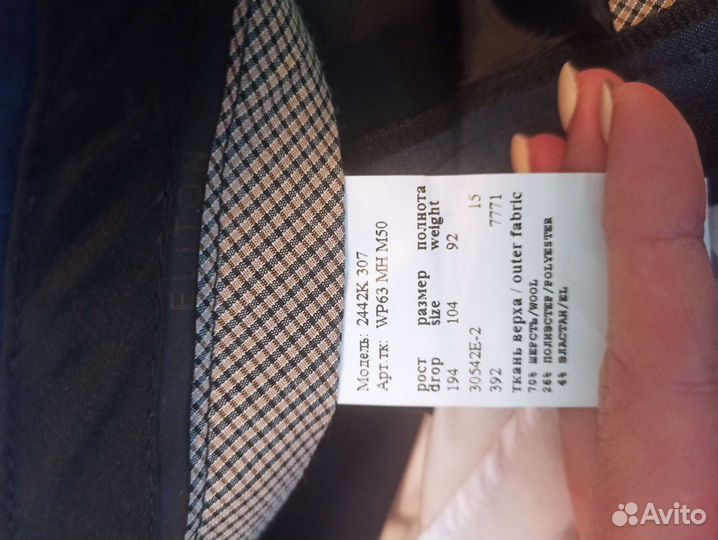 Модель: 2442K 307
Арт.тк: WP63 MH M50
рост размер полнота
drop size weight
194 104 92
30542E-2 15
392 7771
ткань верха / outer fabric
70% ШЕРСТЬ/WOOL
26% ПОЛИЭСТЕР/POLYESTER
4% ЭЛАСТАН/EL
Avito